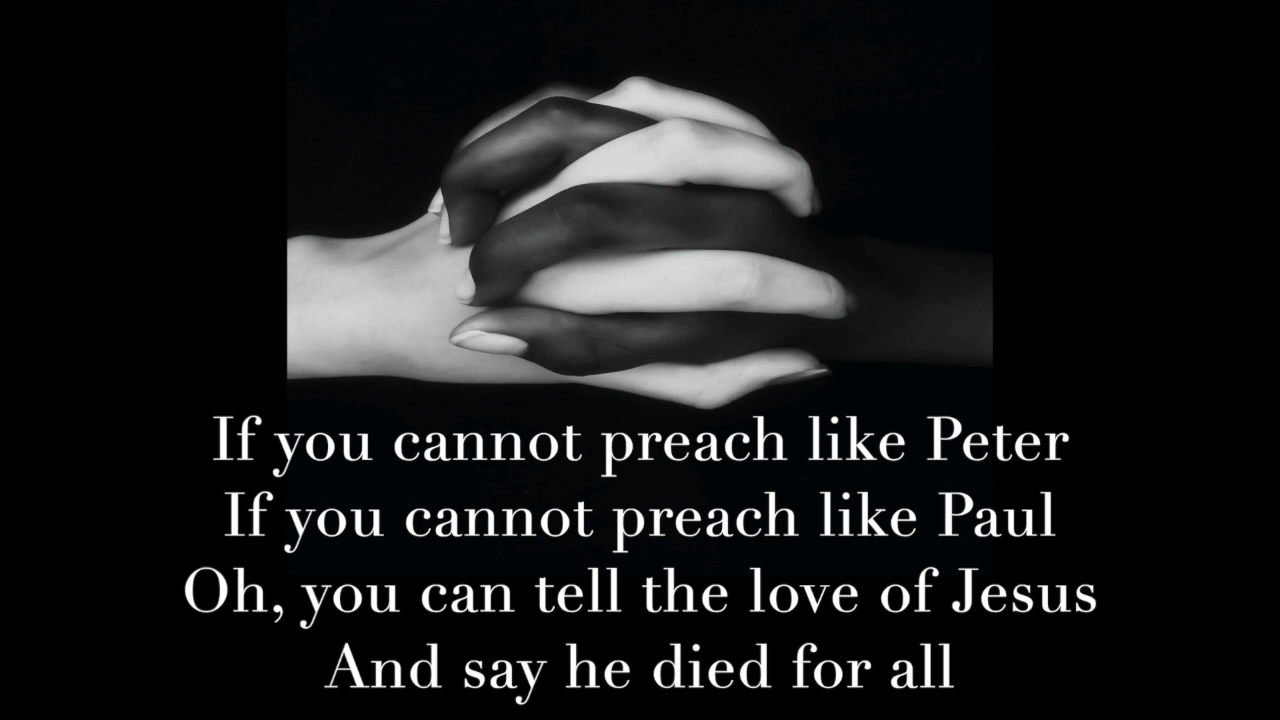 If you cannot preach like Peter
If you cannot preach like Paul
Oh, you can tell the love of Jesus
And say he died for all